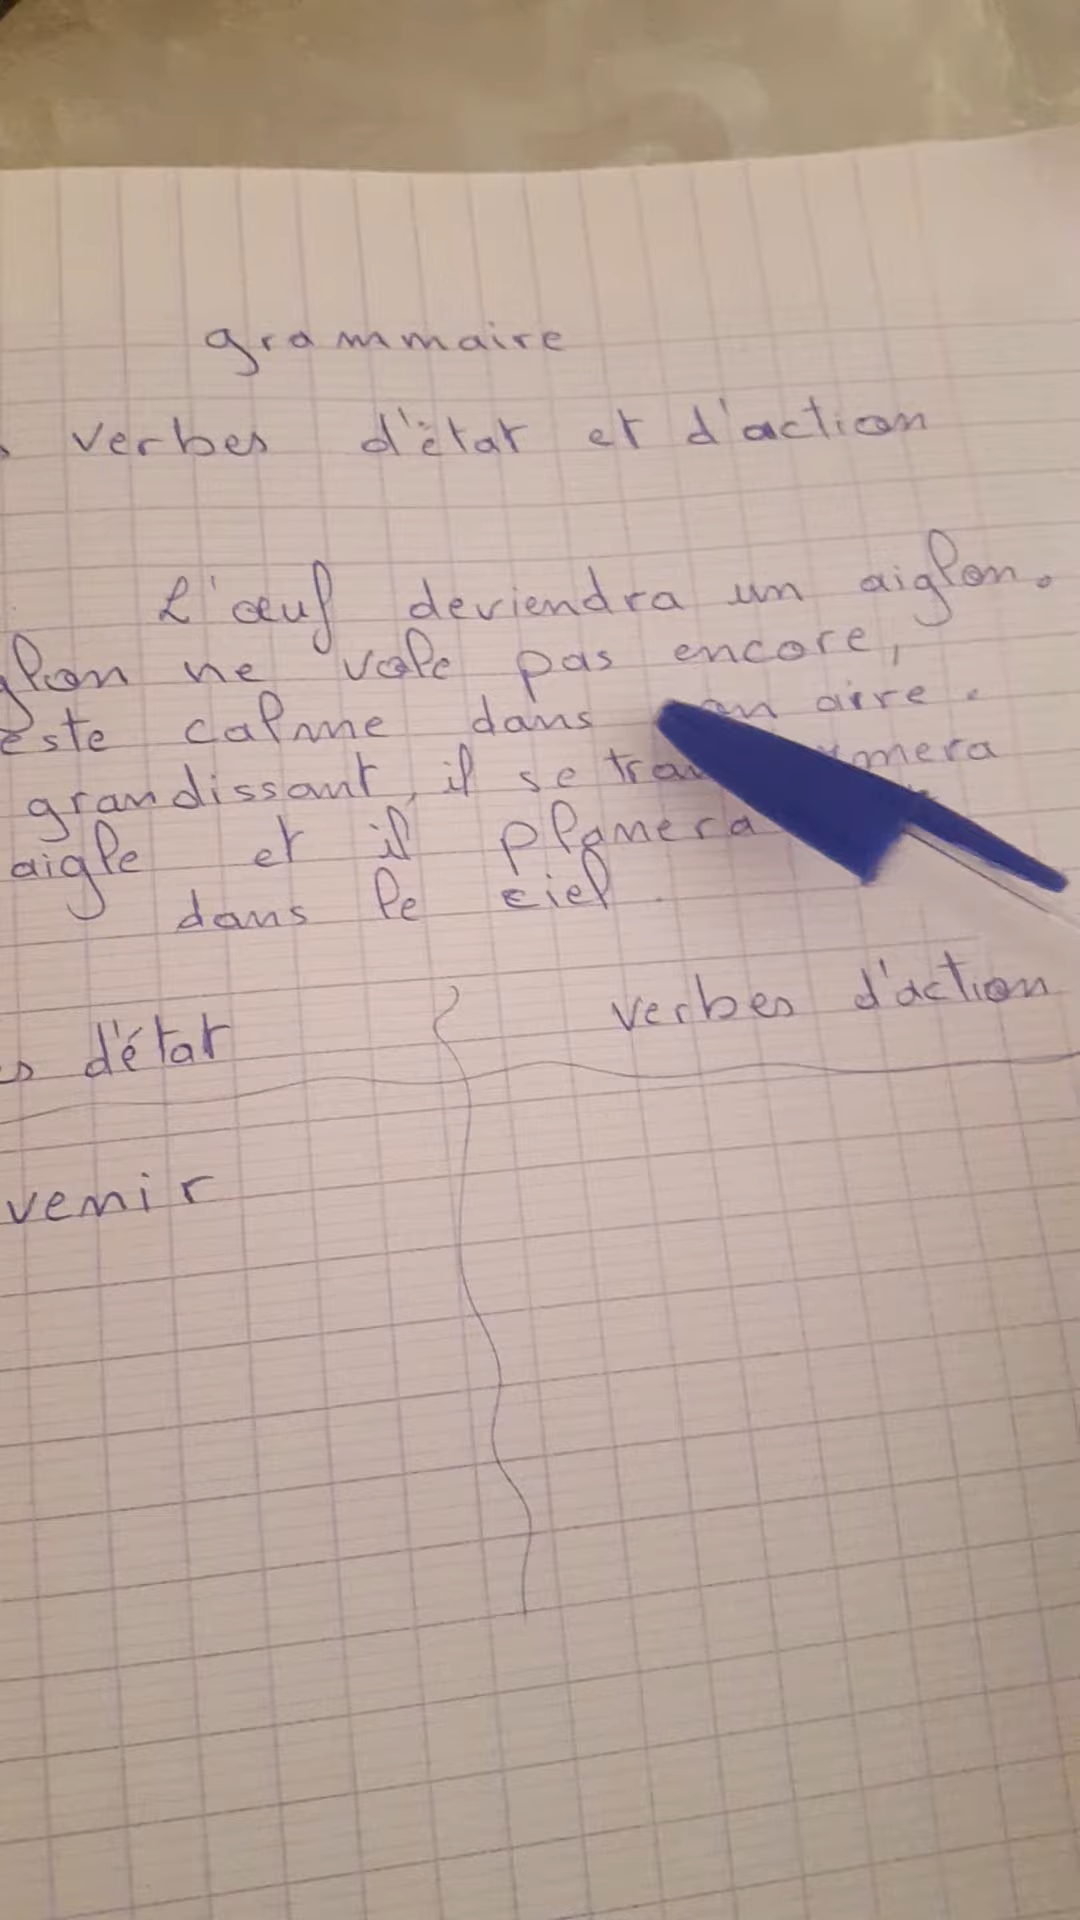 grammaire
verbes d'état et d'action
L'œuf deviendra un aiglon.
ne vole pas encore,
calme dans airre.
grandissant, il se
aigle et il planera
dans le ciel.
d'état
verbes d'action
venir